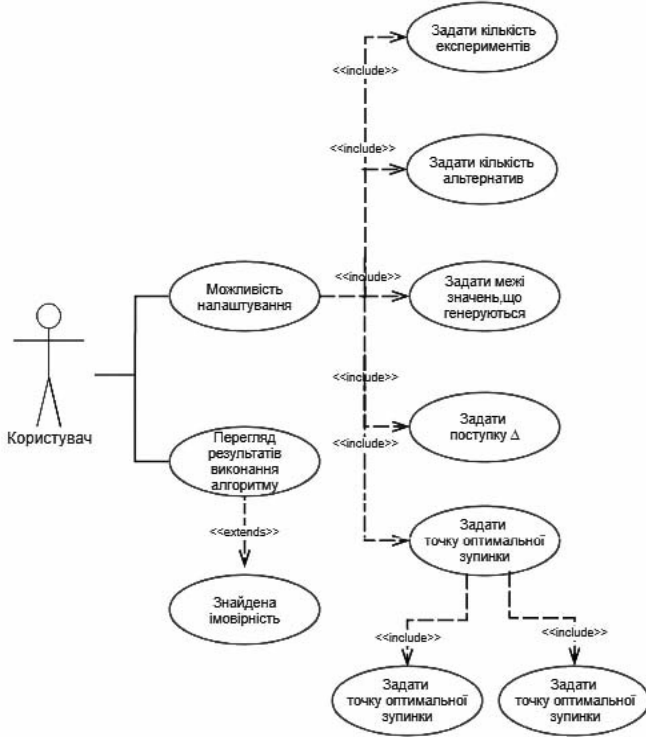 Задати кількість
експериментів
<<include>>
<<include>>
Задати кількість
альтернатив
<<include>>
Можливість
налаштування
Задати межі
значень,що
генеруються
Користувач
<<include>>
Задати
поступку Δ
<<include>>
Перегляд
результатів
виконання
алгоритму
<<extends>>
Задати
точку оптимальної
зупинки
Знайдена
імовірність
<<include>>
<<include>>
Задати
точку оптимальної
зупинки
Задати
точку оптимальної
зупинки